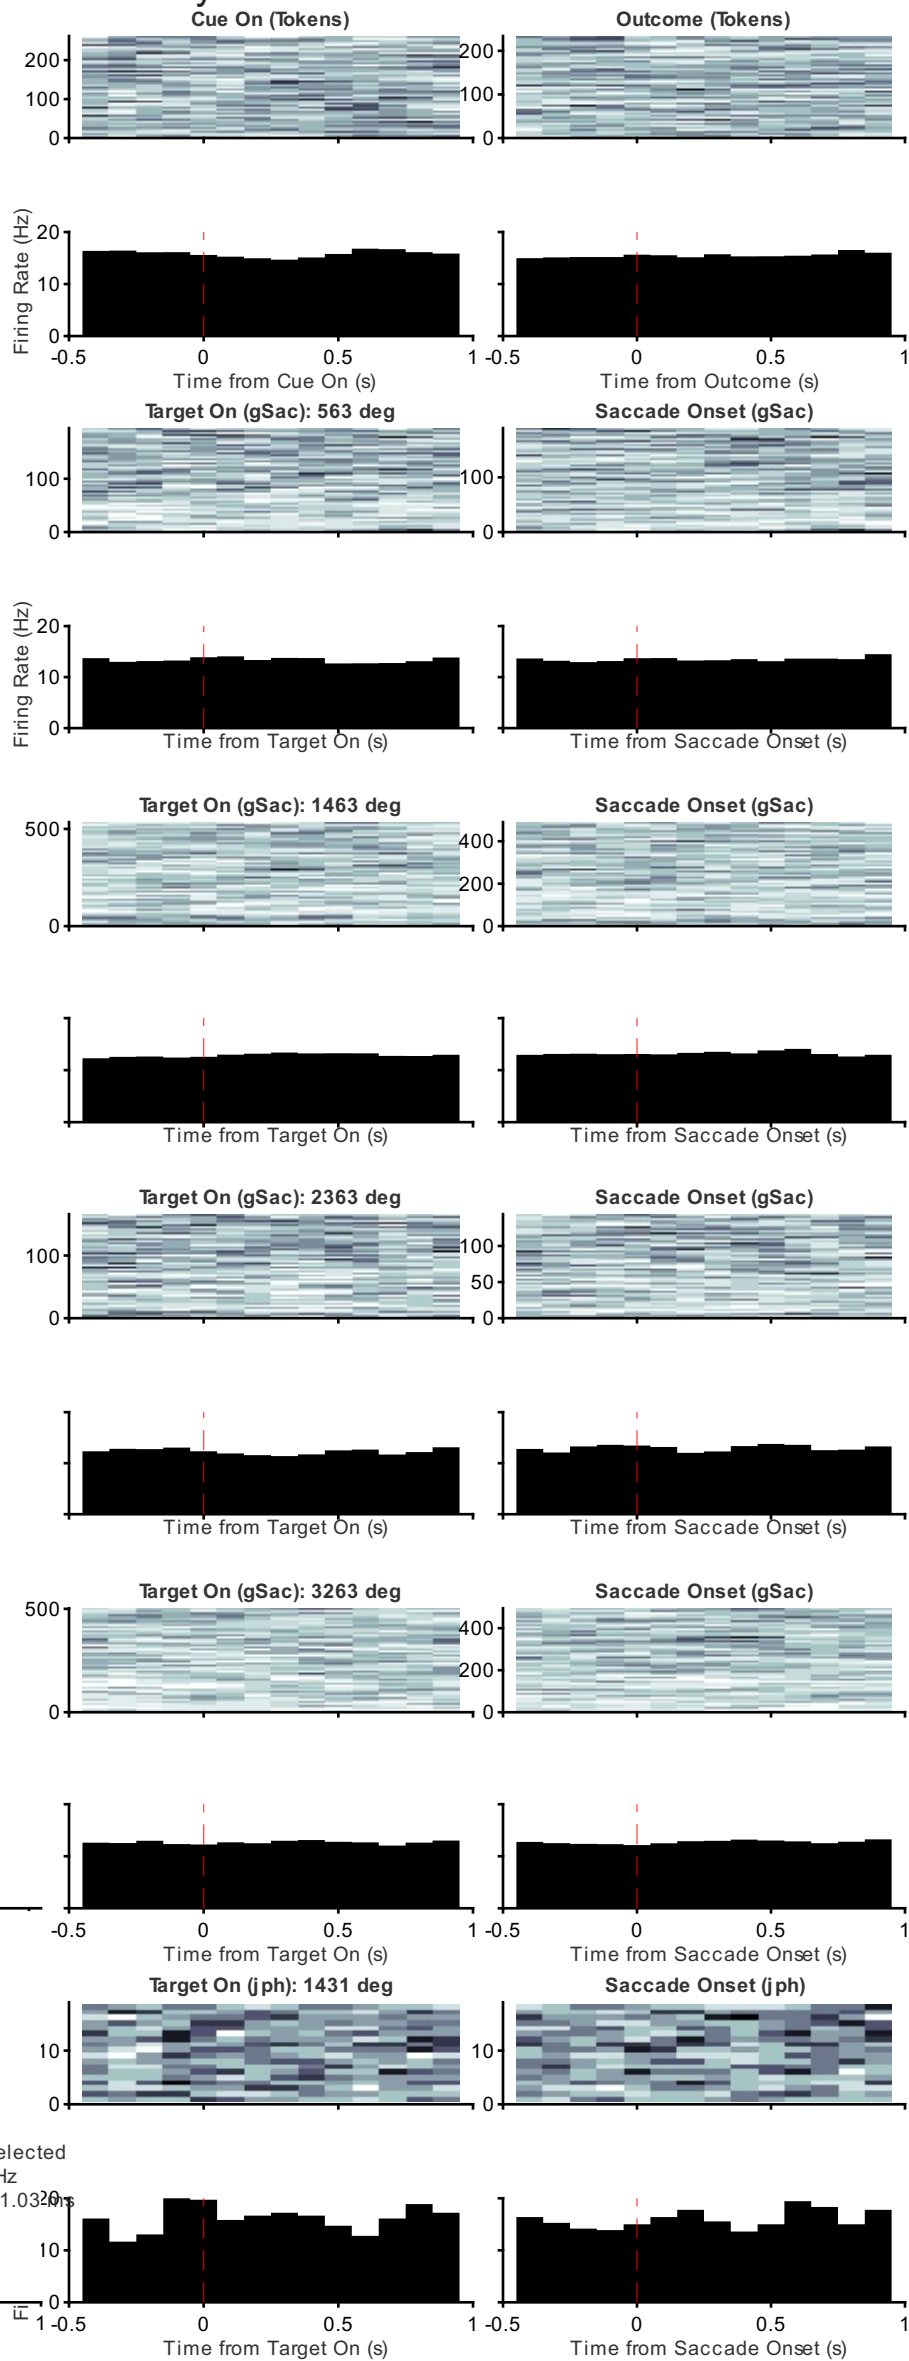 Cue On (Tokens)
Outcome (Tokens)
200
100
0
200
100
0
Firing Rate (Hz)
20
10
0
-0.5 0 0.5 1
-0.5 0 0.5 1
Time from Cue On (s)
Time from Outcome (s)
Target On (gSac): 563 deg
Saccade Onset (gSac)
100
0
100
0
Firing Rate (Hz)
20
10
0
Time from Target On (s)
Time from Saccade Onset (s)
Target On (gSac): 1463 deg
Saccade Onset (gSac)
500
0
400
200
0
Time from Target On (s)
Time from Saccade Onset (s)
Target On (gSac): 2363 deg
Saccade Onset (gSac)
100
0
100
50
0
Time from Target On (s)
Time from Saccade Onset (s)
Target On (gSac): 3263 deg
Saccade Onset (gSac)
500
0
400
200
0
-0.5 0 0.5 1
-0.5 0 0.5 1
Time from Target On (s)
Time from Saccade Onset (s)
Target On (jph): 1431 deg
Saccade Onset (jph)
10
0
10
0
elected
Hz
1.03 ms
20
10
0
Fi
1
-0.5 0 0.5 1
-0.5 0 0.5 1
Time from Target On (s)
Time from Saccade Onset (s)